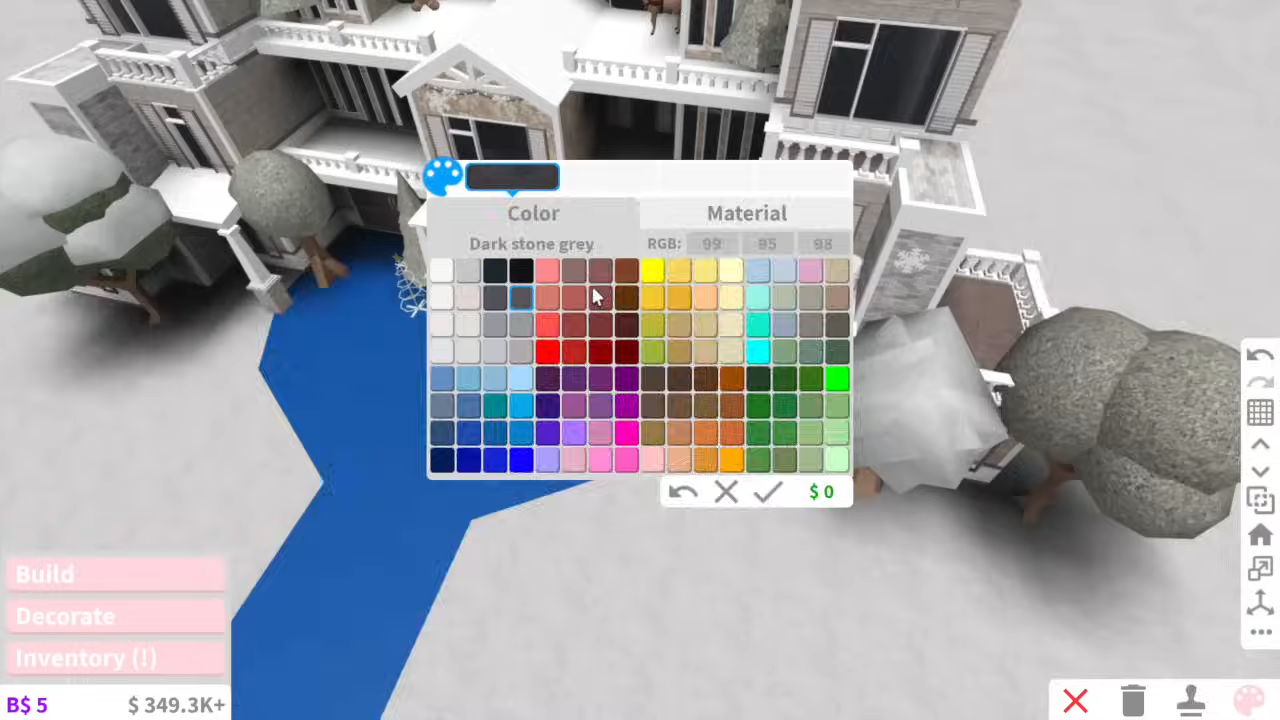 Color
Material
Dark stone grey
RGB: 99 95 98
$ 0
Build
Decorate
Inventory (!)
B$ 5
$ 349.3K+